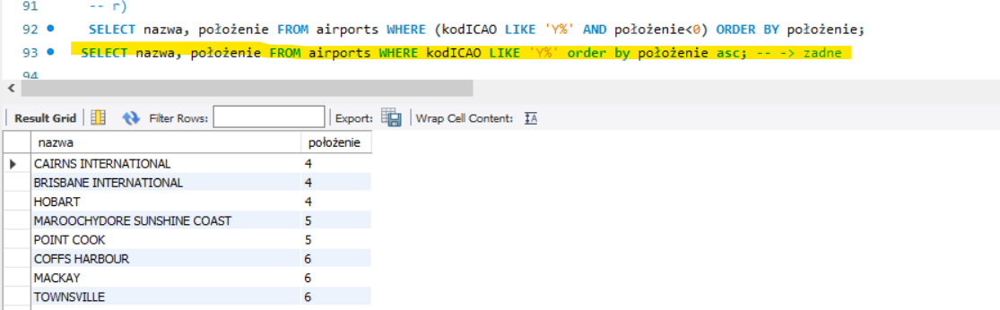 91 -- r)
92 SELECT nazwa, położenie FROM airports WHERE (kodICAO LIKE 'Y%' AND położenie<0) ORDER BY położenie;
93 SELECT nazwa, położenie FROM airports WHERE kodICAO LIKE 'Y%' order by położenie asc; -- -> zadne
94
Result Grid Filter Rows: Export: Wrap Cell Content: IA
nazwa położenie
CAIRNS INTERNATIONAL 4
BRISBANE INTERNATIONAL 4
HOBART 4
MAROOCHYDORE SUNSHINE COAST 5
POINT COOK 5
COFFS HARBOUR 6
MACKAY 6
TOWNSVILLE 6